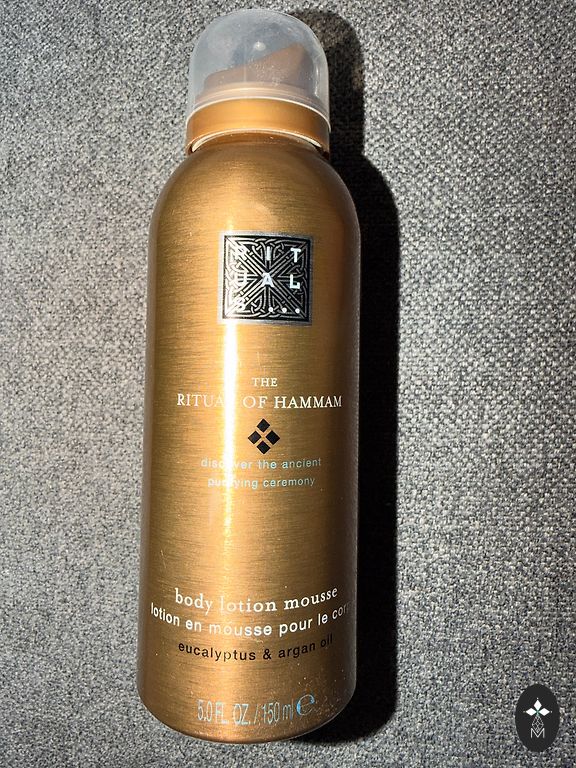 RIT
UAL
S...
THE
RITUAL OF HAMMAM
discover the ancient
purifying ceremony
body lotion mousse
lotion en mousse pour le corps
eucalyptus & argan oil
5.0 FL. OZ. / 150 ml ℮
M